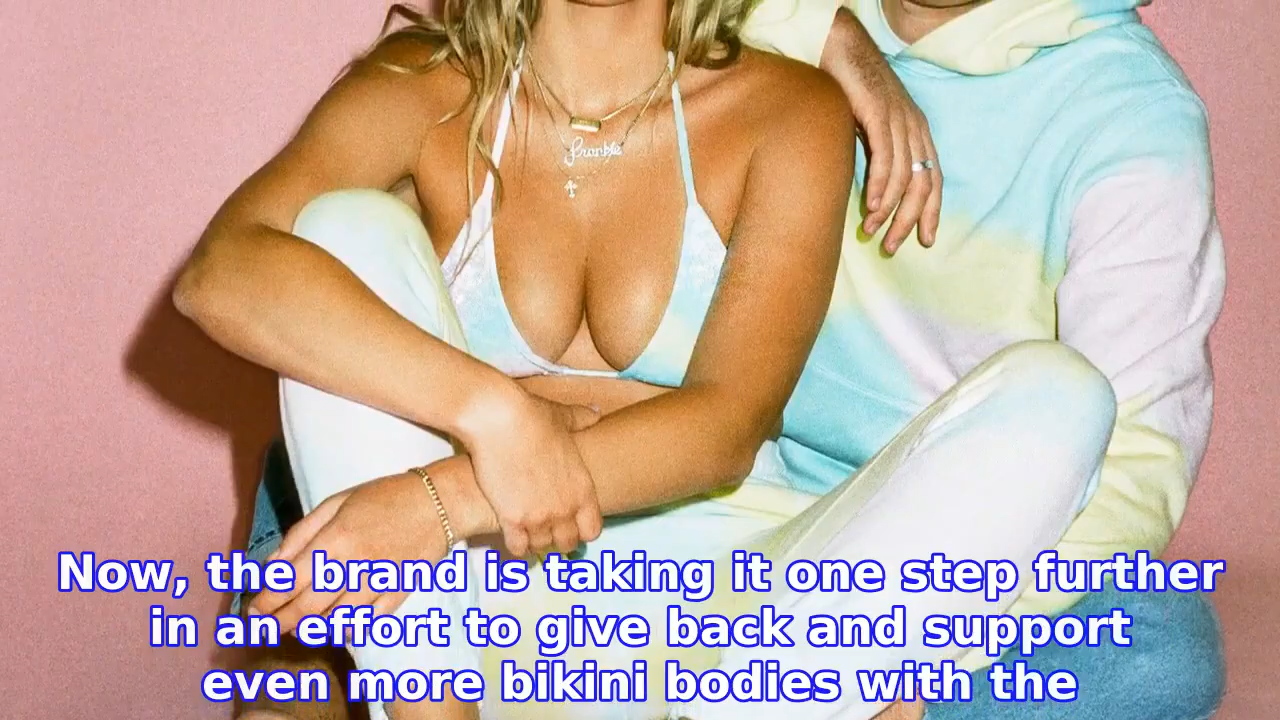 Frankie
Now, the brand is taking it one step further
in an effort to give back and support
even more bikini bodies with the